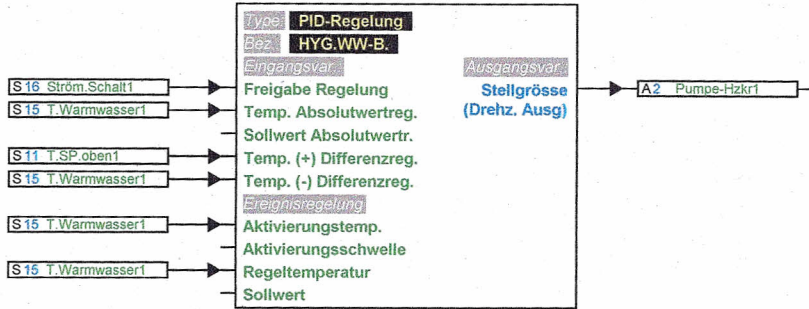 Type PID-Regelung
Bez. HYG.WW-B.
Eingangsvar. Ausgangsvar.
S 16 Ström.Schalt1 Freigabe Regelung Stellgrösse A 2 Pumpe-Hzkr1
S 15 T.Warmwasser1 Temp. Absolutwertreg. (Drehz. Ausg)
Sollwert Absolutwertr.
S 11 T.SP.oben1 Temp. (+) Differenzreg.
S 15 T.Warmwasser1 Temp. (-) Differenzreg.
Ereignisregelung
S 15 T.Warmwasser1 Aktivierungstemp.
Aktivierungsschwelle
S 15 T.Warmwasser1 Regeltemperatur
Sollwert